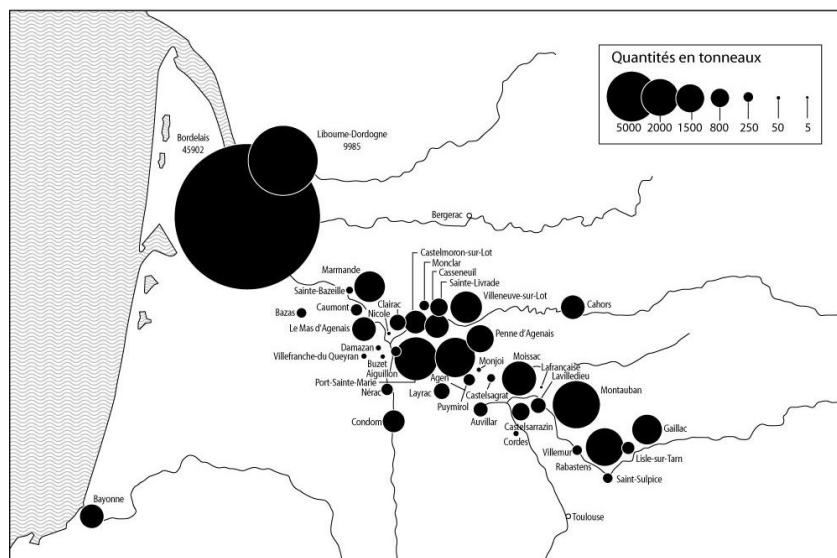 Quantités en tonneaux
5000 2000 1500 800 250 50 5
Libourne-Dordogne
9985
Bordelais
45902
Bergerac
Castelmoron-sur-Lot
Monclar
Casseneuil
Sainte-Livrade
Marmande
Sainte-Bazeille
Villeneuve-sur-Lot
Cahors
Clairac
Nicole
Caumont
Bazas
Le Mas d'Agenais
Penne d'Agenais
Damazan
Villefranche-du Queyran
Buzet
Aiguillon
Monjoi
Moissac
Lafrançaise
Lavilledieu
Port-Sainte-Marie
Agen
Nérac
Layrac
Castelsagrat
Montauban
Puymirol
Auvillar
Condom
Castelsarrazin
Cordes
Gaillac
Villemur
Rabastens
Lisle-sur-Tarn
Saint-Sulpice
Bayonne
Toulouse